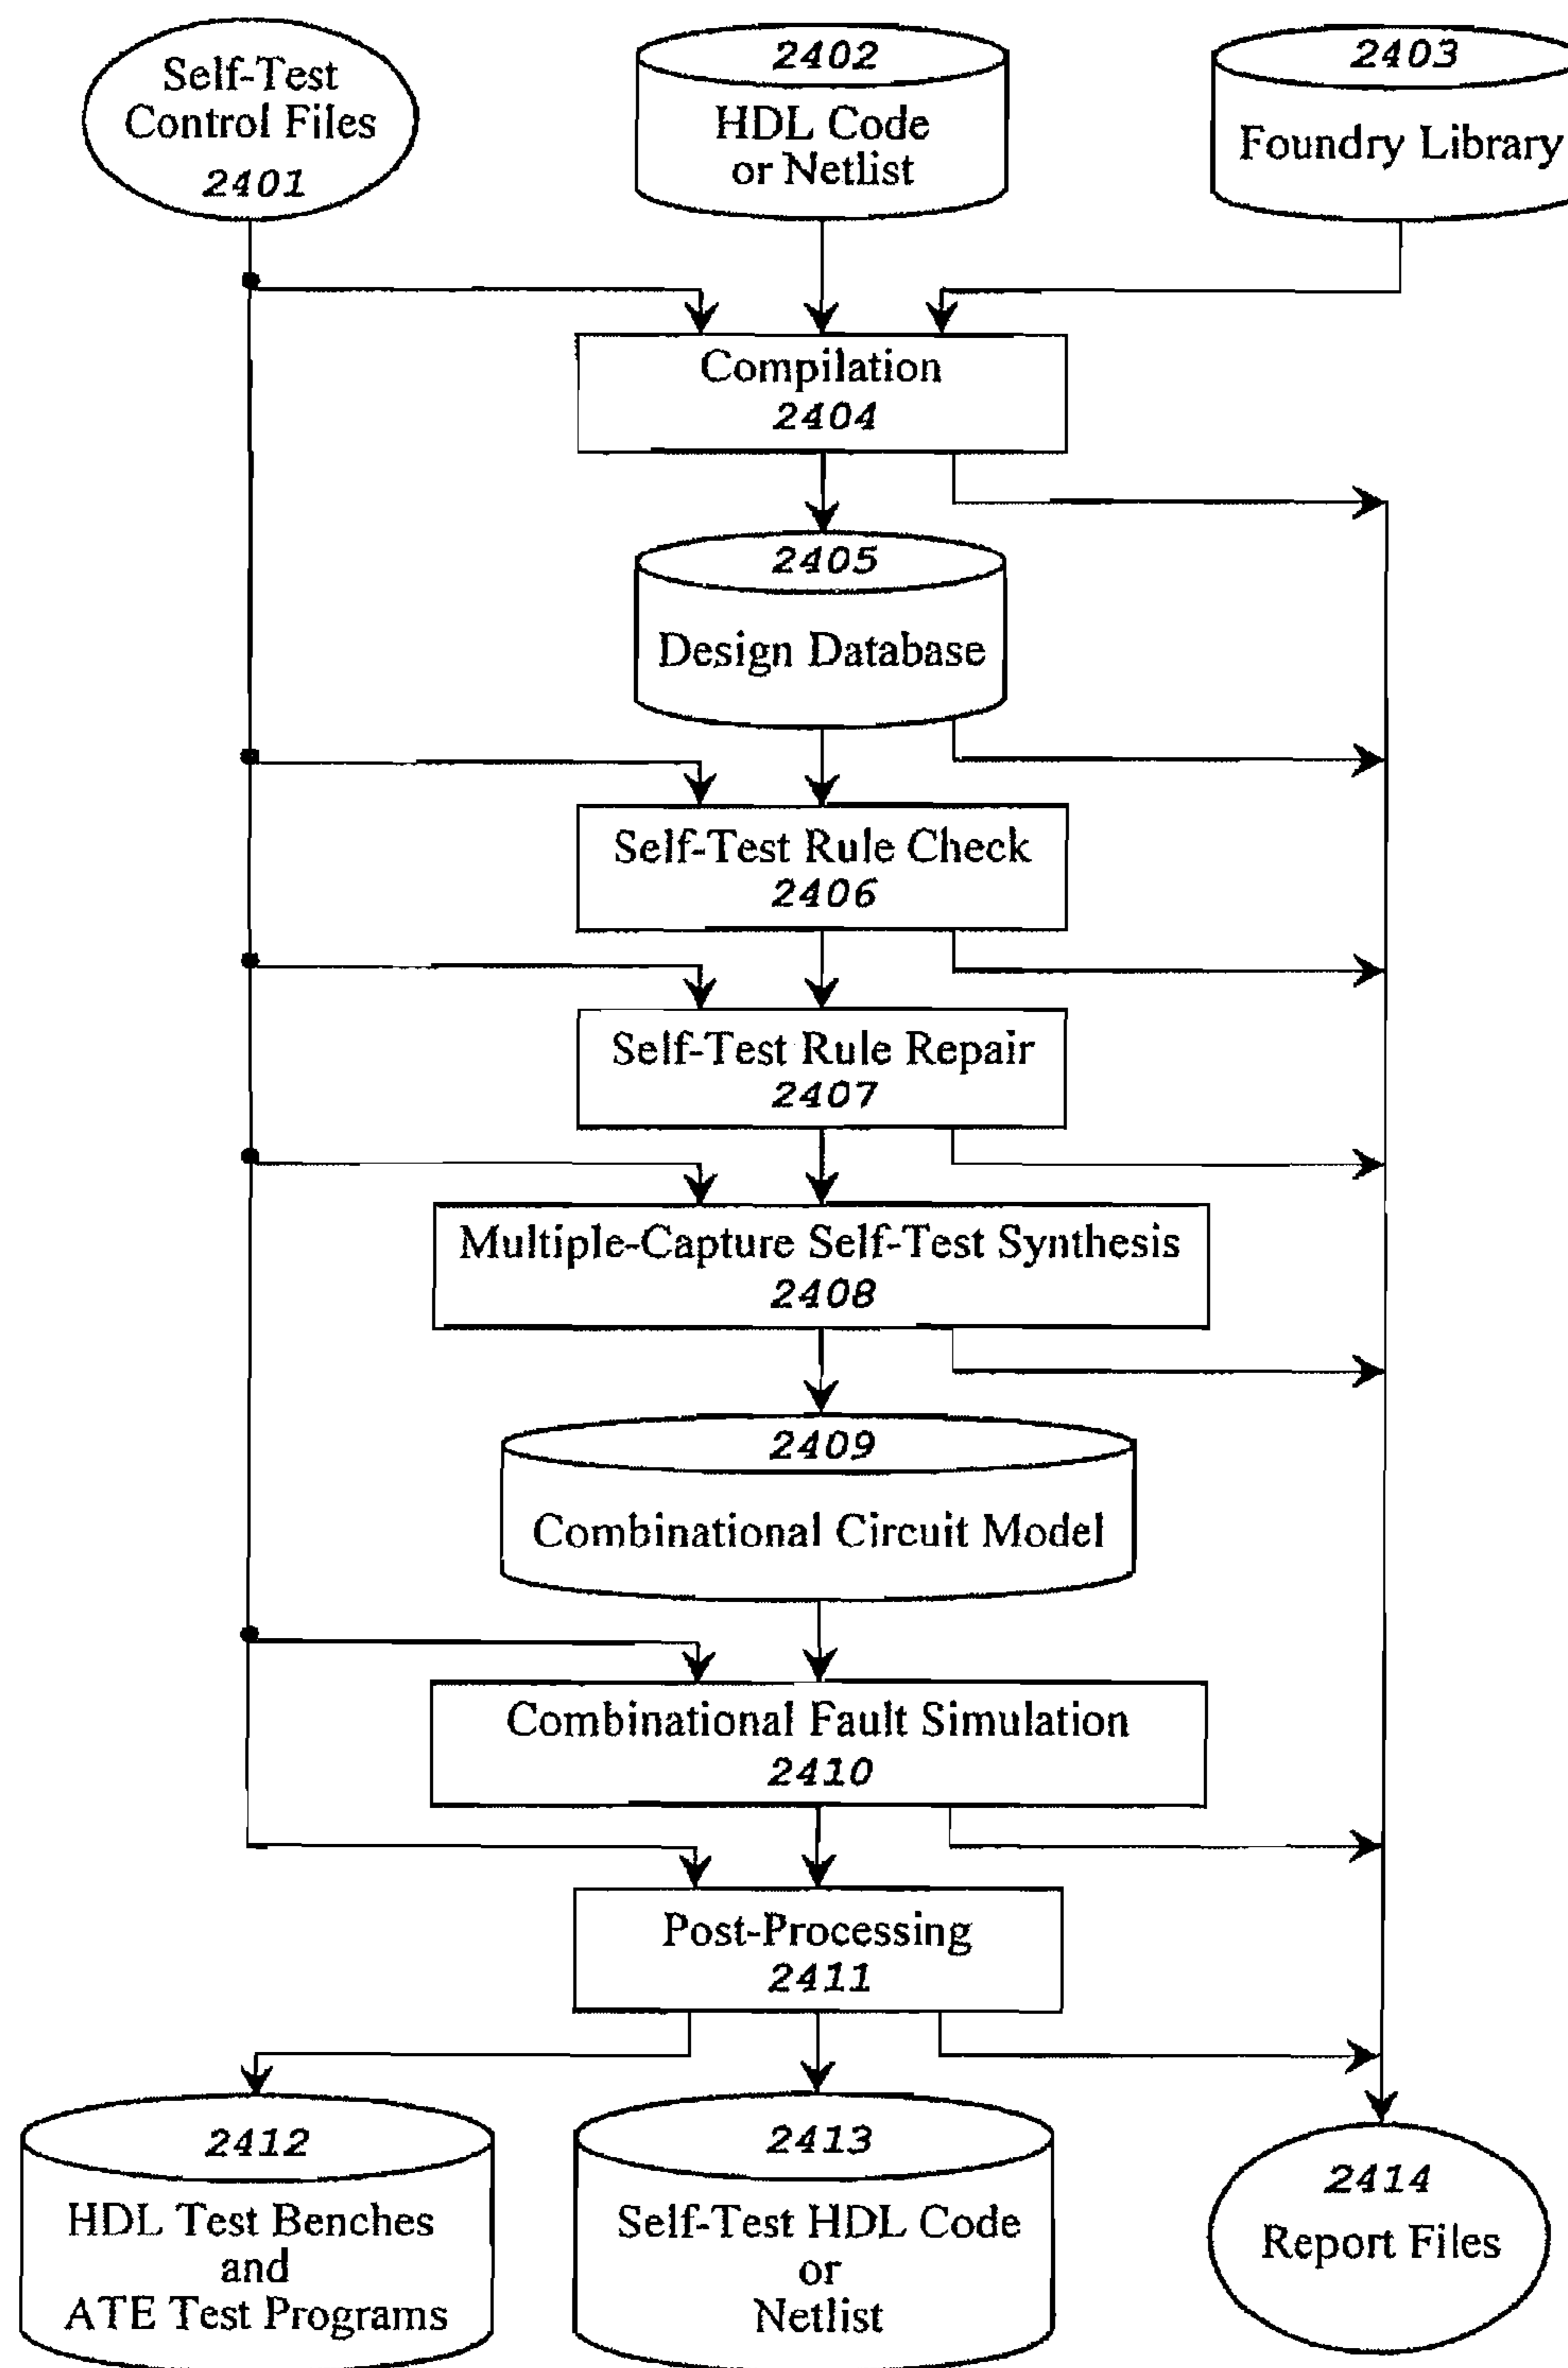 Self-Test
Control Files
2401
2402
HDL Code
or Netlist
2403
Foundry Library
Compilation
2404
2405
Design Database
Self-Test Rule Check
2406
Self-Test Rule Repair
2407
Multiple-Capture Self-Test Synthesis
2408
2409
Combinational Circuit Model
Combinational Fault Simulation
2410
Post-Processing
2411
2412
HDL Test Benches
and
ATE Test Programs
2413
Self-Test HDL Code
or
Netlist
2414
Report Files